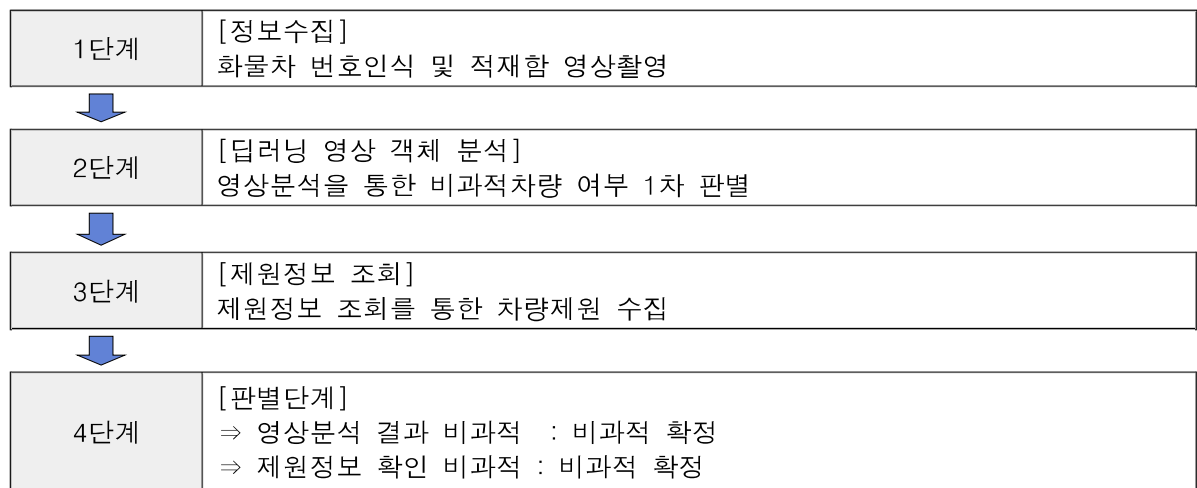 1단계
[정보수집]
화물차 번호인식 및 적재함 영상촬영
2단계
[딥러닝 영상 객체 분석]
영상분석을 통한 비과적차량 여부 1차 판별
3단계
[제원정보 조회]
제원정보 조회를 통한 차량제원 수집
4단계
[판별단계]
⇒ 영상분석 결과 비과적 : 비과적 확정
⇒ 제원정보 확인 비과적 : 비과적 확정